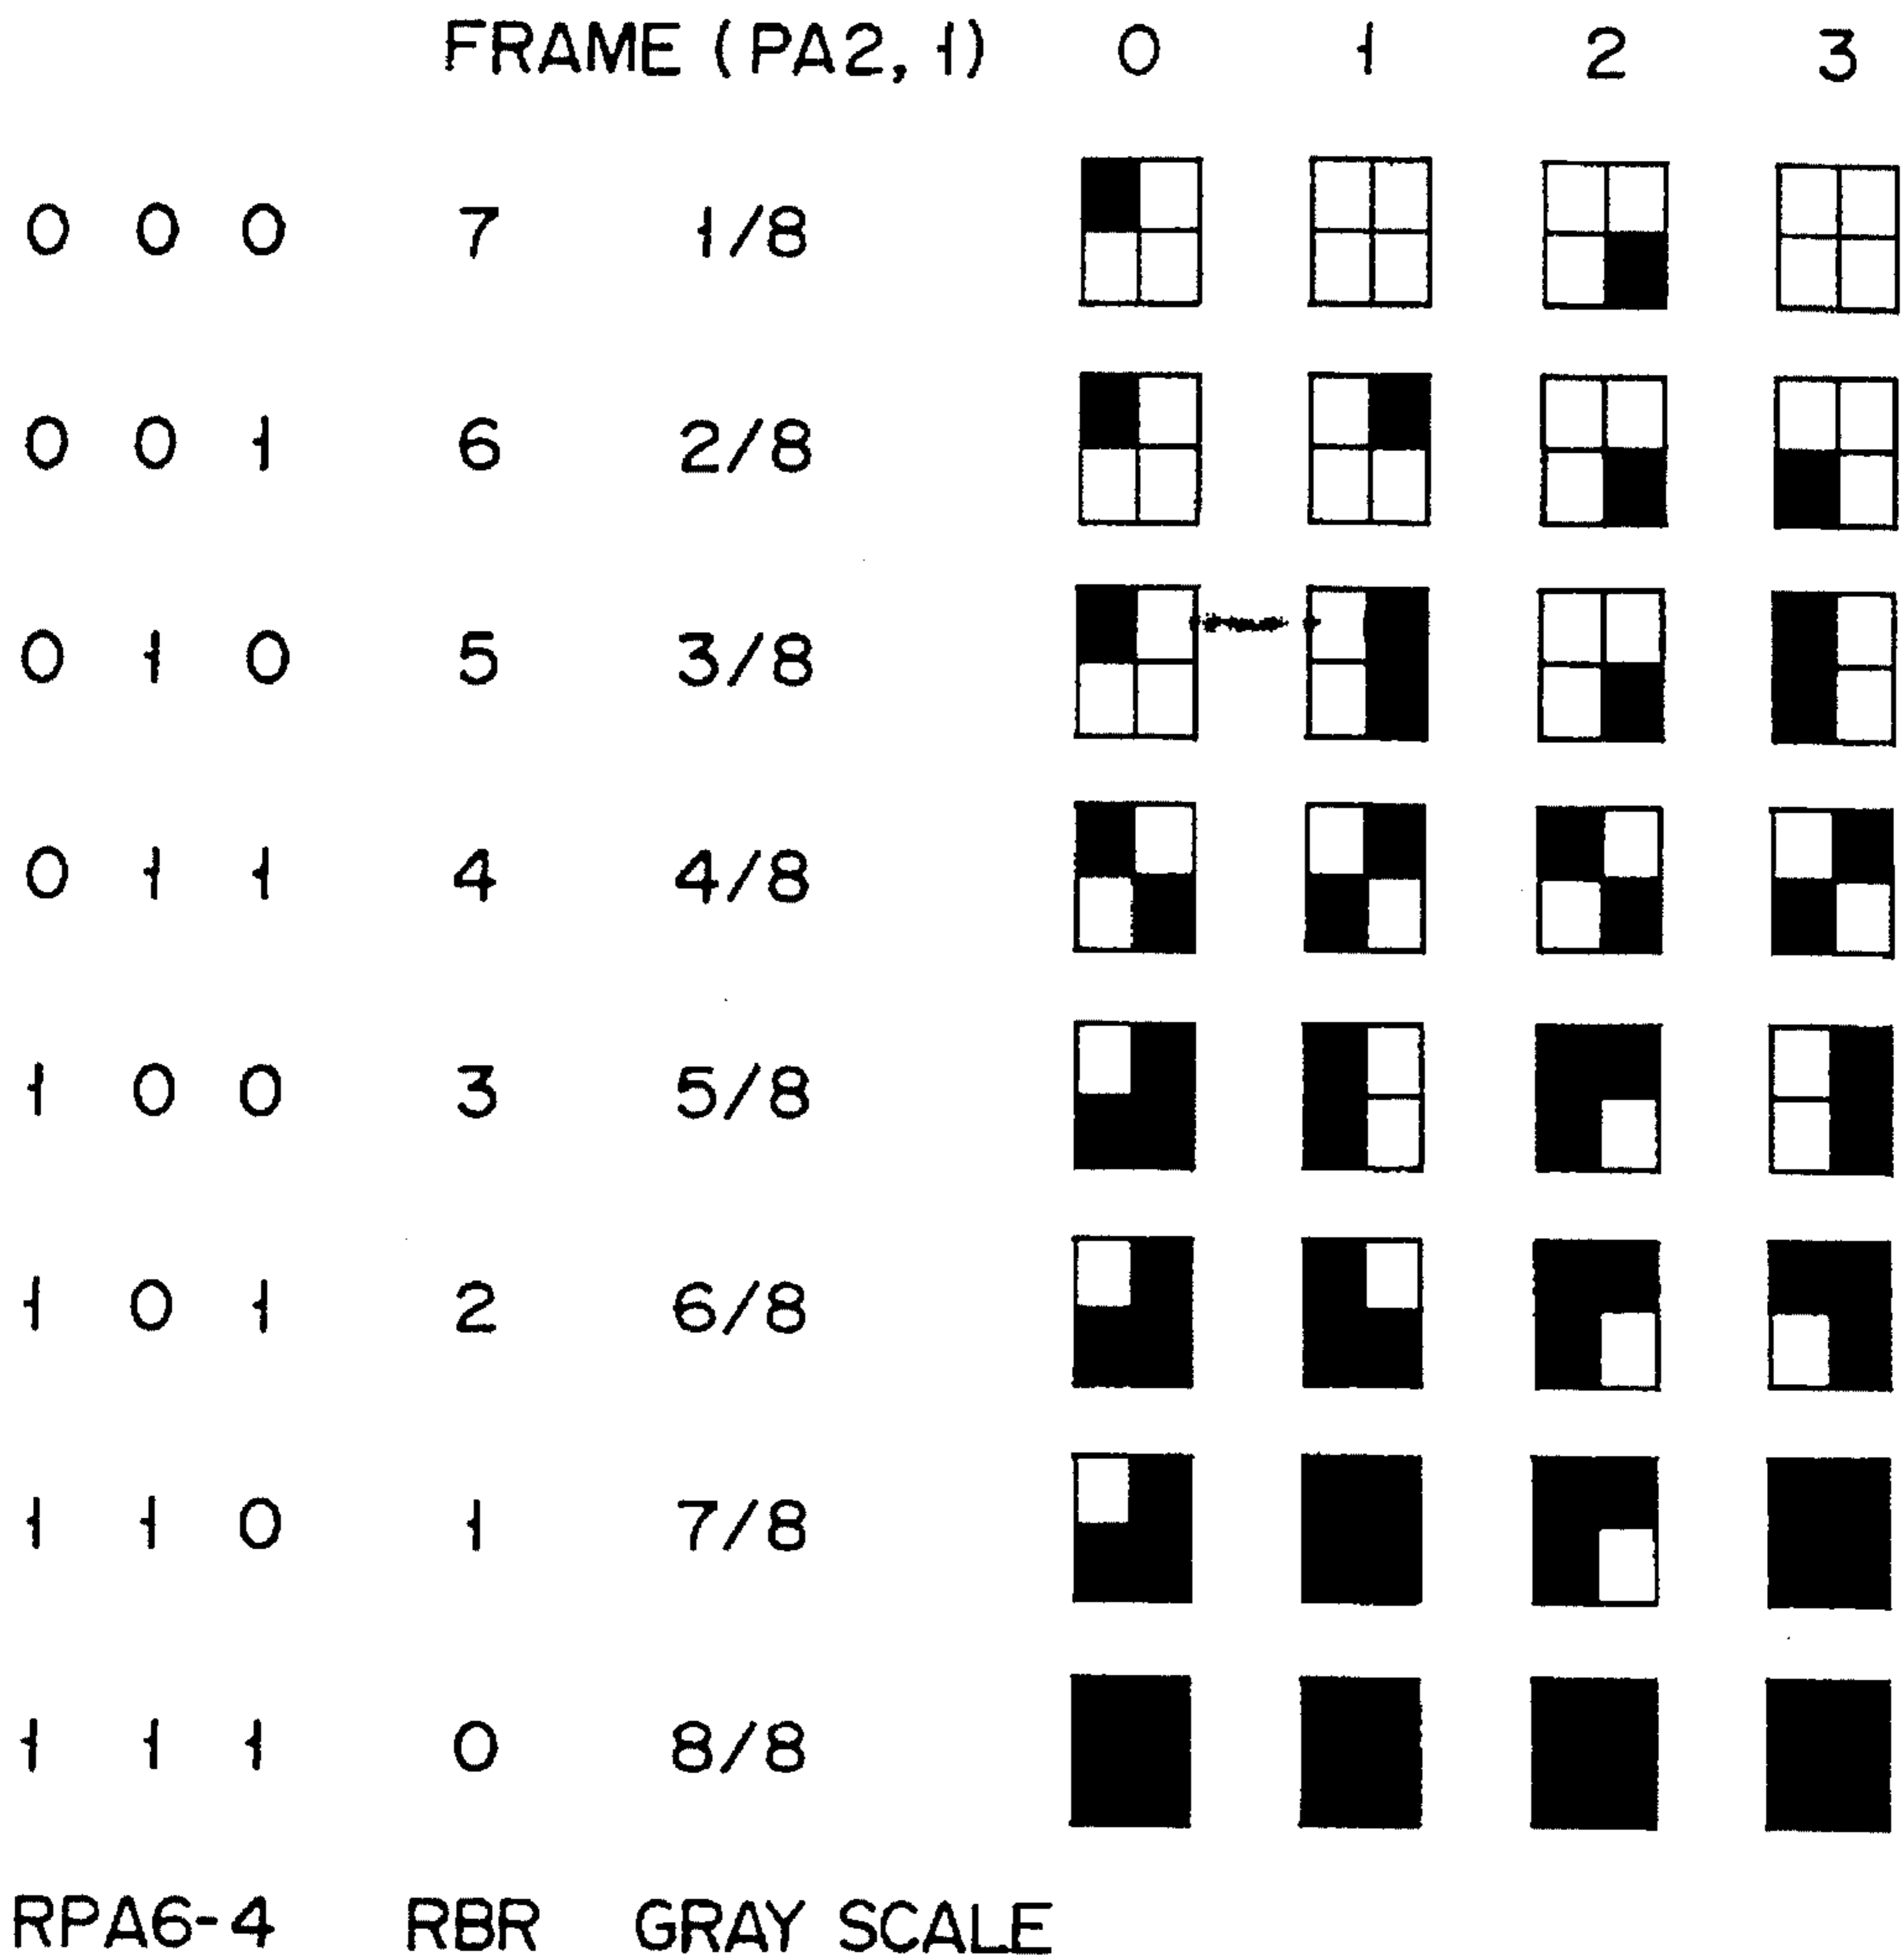 FRAME (PA2, 1) 0 1 2 3
0 0 0 7 1/8
0 0 1 6 2/8
0 1 0 5 3/8
0 1 1 4 4/8
1 0 0 3 5/8
1 0 1 2 6/8
1 1 0 1 7/8
1 1 1 0 8/8
RPA6-4 RBR GRAY SCALE